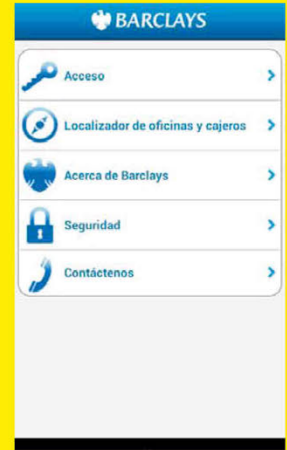 BARCLAYS
Acceso
Localizador de oficinas y cajeros
Acerca de Barclays
Seguridad
Contáctenos